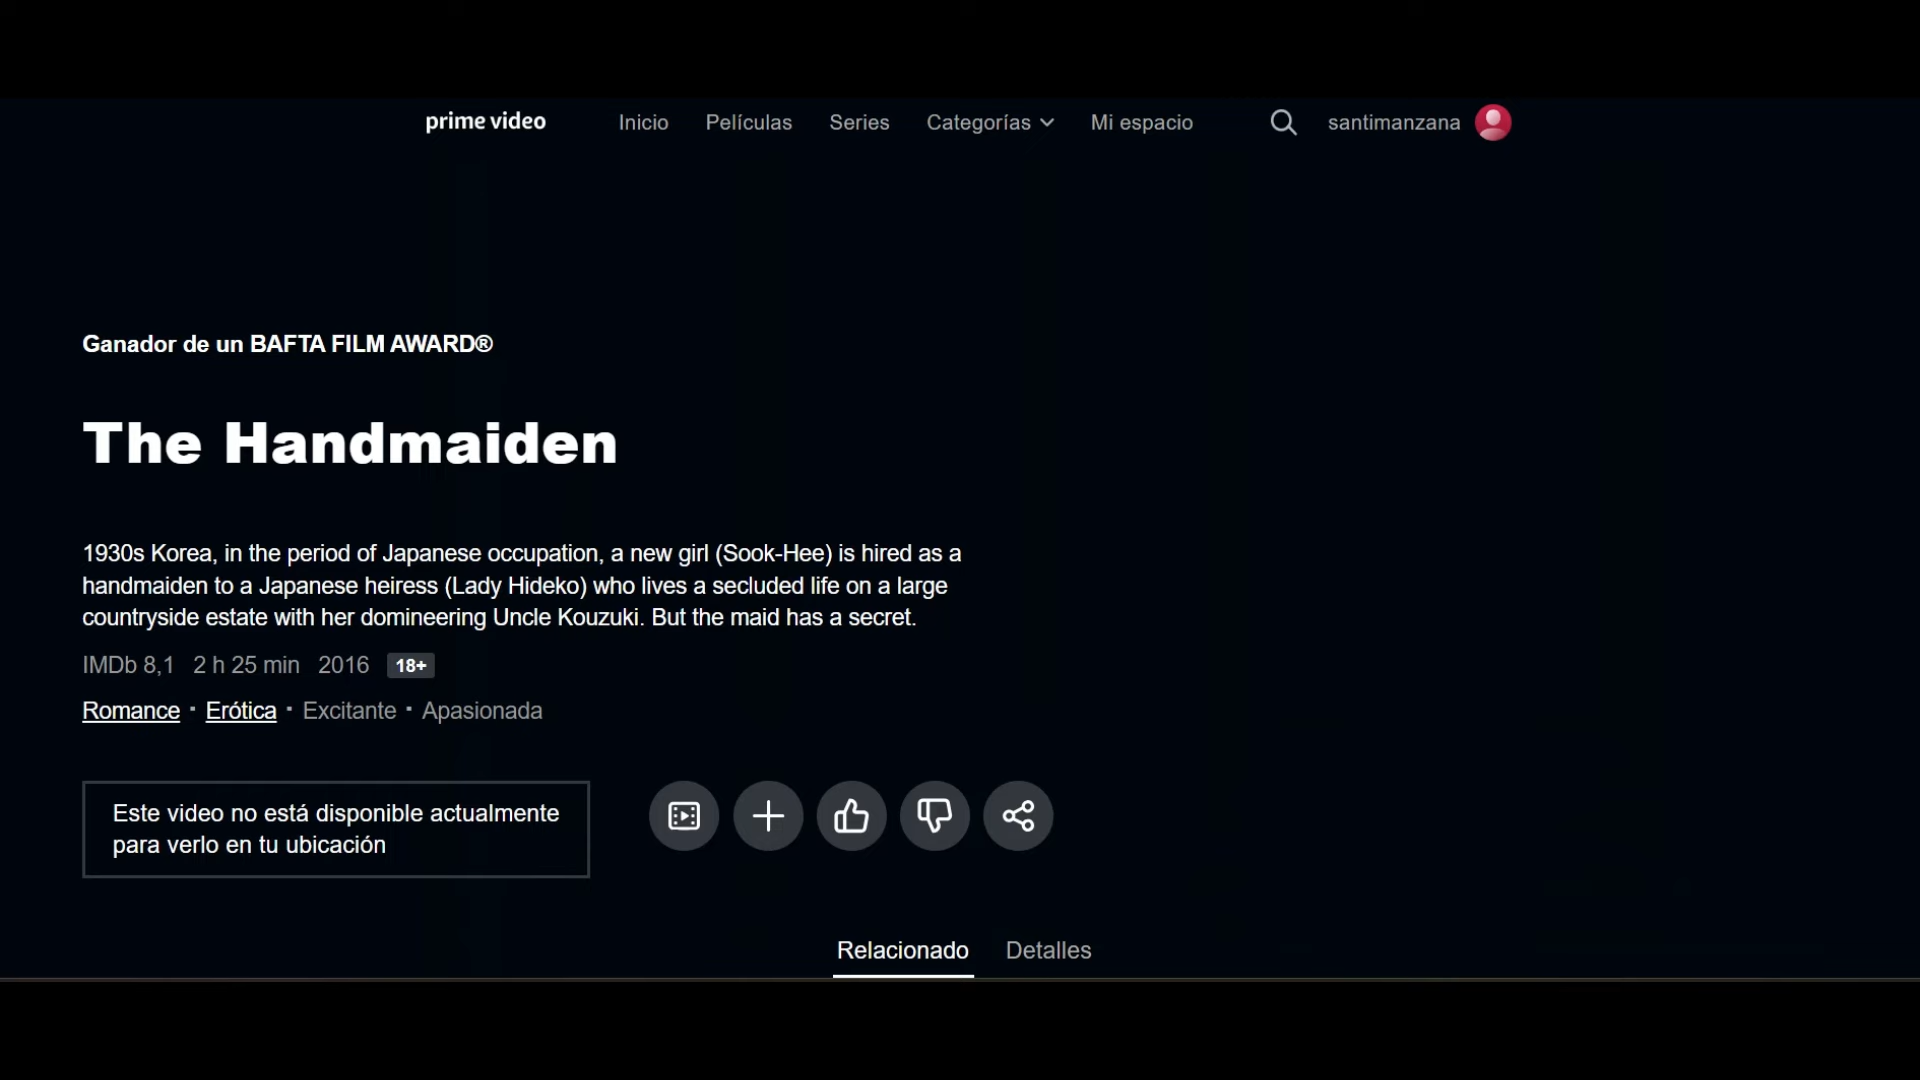 prime video Inicio Películas Series Categorías Mi espacio santimanzana
Ganador de un BAFTA FILM AWARD®
The Handmaiden
1930s Korea, in the period of Japanese occupation, a new girl (Sook-Hee) is hired as a
handmaiden to a Japanese heiress (Lady Hideko) who lives a secluded life on a large
countryside estate with her domineering Uncle Kouzuki. But the maid has a secret.
IMDb 8,1 2 h 25 min 2016 18+
Romance · Erótica · Excitante · Apasionada
Este video no está disponible actualmente
para verlo en tu ubicación
Relacionado Detalles